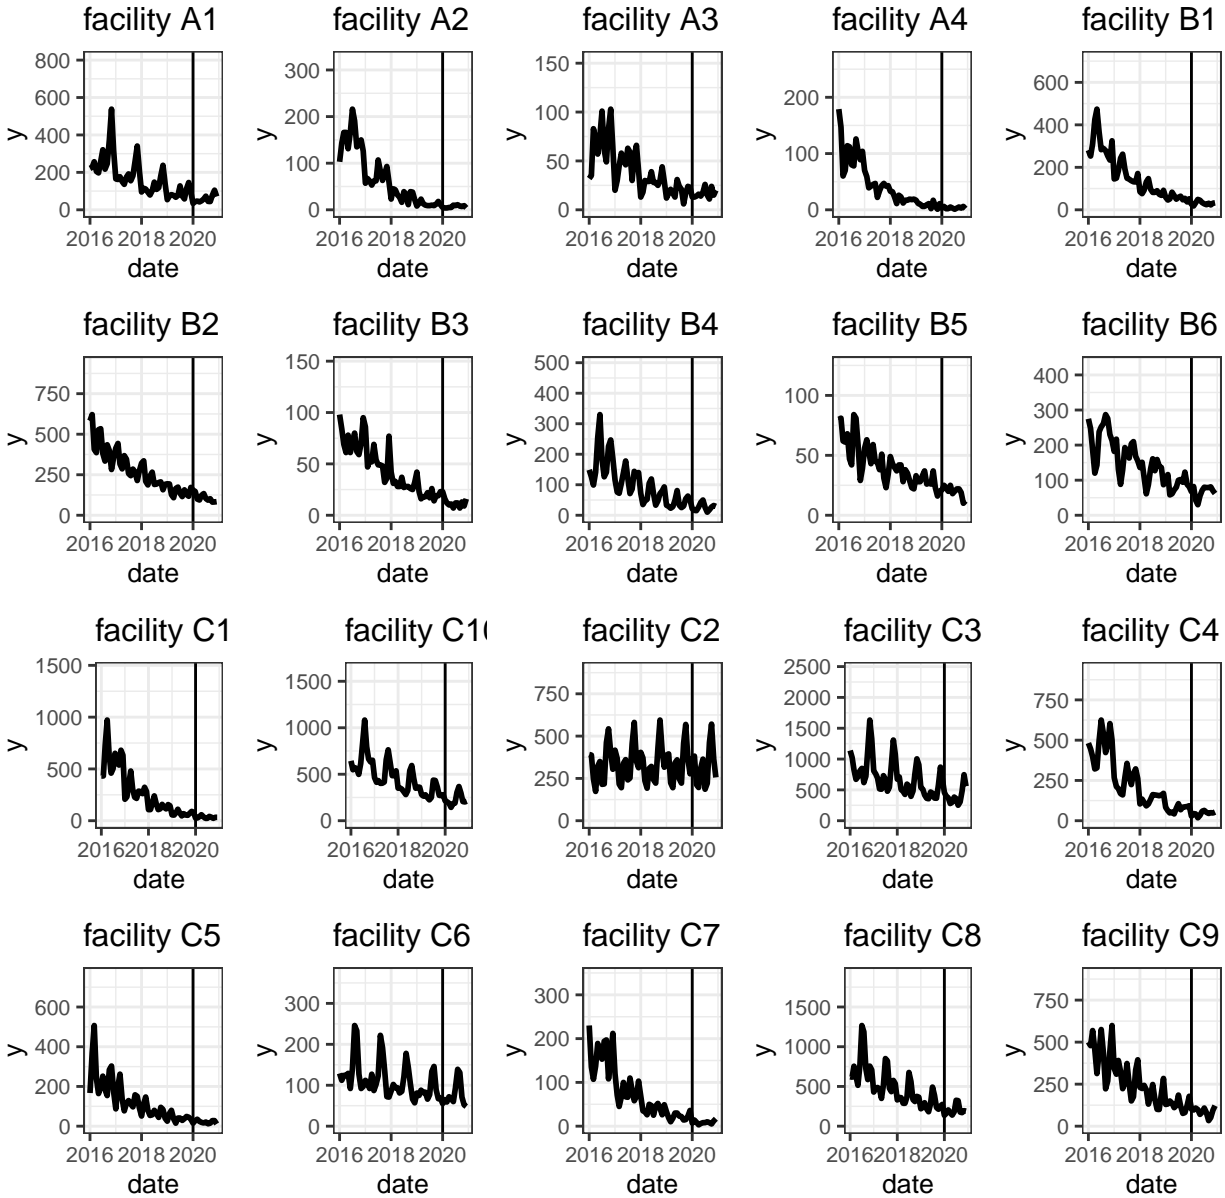 facility A1
facility A2
facility A3
facility A4
facility B1
800
600
400
200
0
y
2016 2018 2020
date
300
200
100
0
y
2016 2018 2020
date
150
100
50
0
y
2016 2018 2020
date
200
100
0
y
2016 2018 2020
date
600
400
200
0
y
2016 2018 2020
date
facility B2
facility B3
facility B4
facility B5
facility B6
750
500
250
0
y
2016 2018 2020
date
150
100
50
0
y
2016 2018 2020
date
500
400
300
200
100
0
y
2016 2018 2020
date
100
50
0
y
2016 2018 2020
date
400
300
200
100
0
y
2016 2018 2020
date
facility C1
facility C10
facility C2
facility C3
facility C4
1500
1000
500
0
y
2016 2018 2020
date
1500
1000
500
0
y
2016 2018 2020
date
750
500
250
0
y
2016 2018 2020
date
2500
2000
1500
1000
500
0
y
2016 2018 2020
date
750
500
250
0
y
2016 2018 2020
date
facility C5
facility C6
facility C7
facility C8
facility C9
600
400
200
0
y
2016 2018 2020
date
300
200
100
0
y
2016 2018 2020
date
300
200
100
0
y
2016 2018 2020
date
1500
1000
500
0
y
2016 2018 2020
date
750
500
250
0
y
2016 2018 2020
date